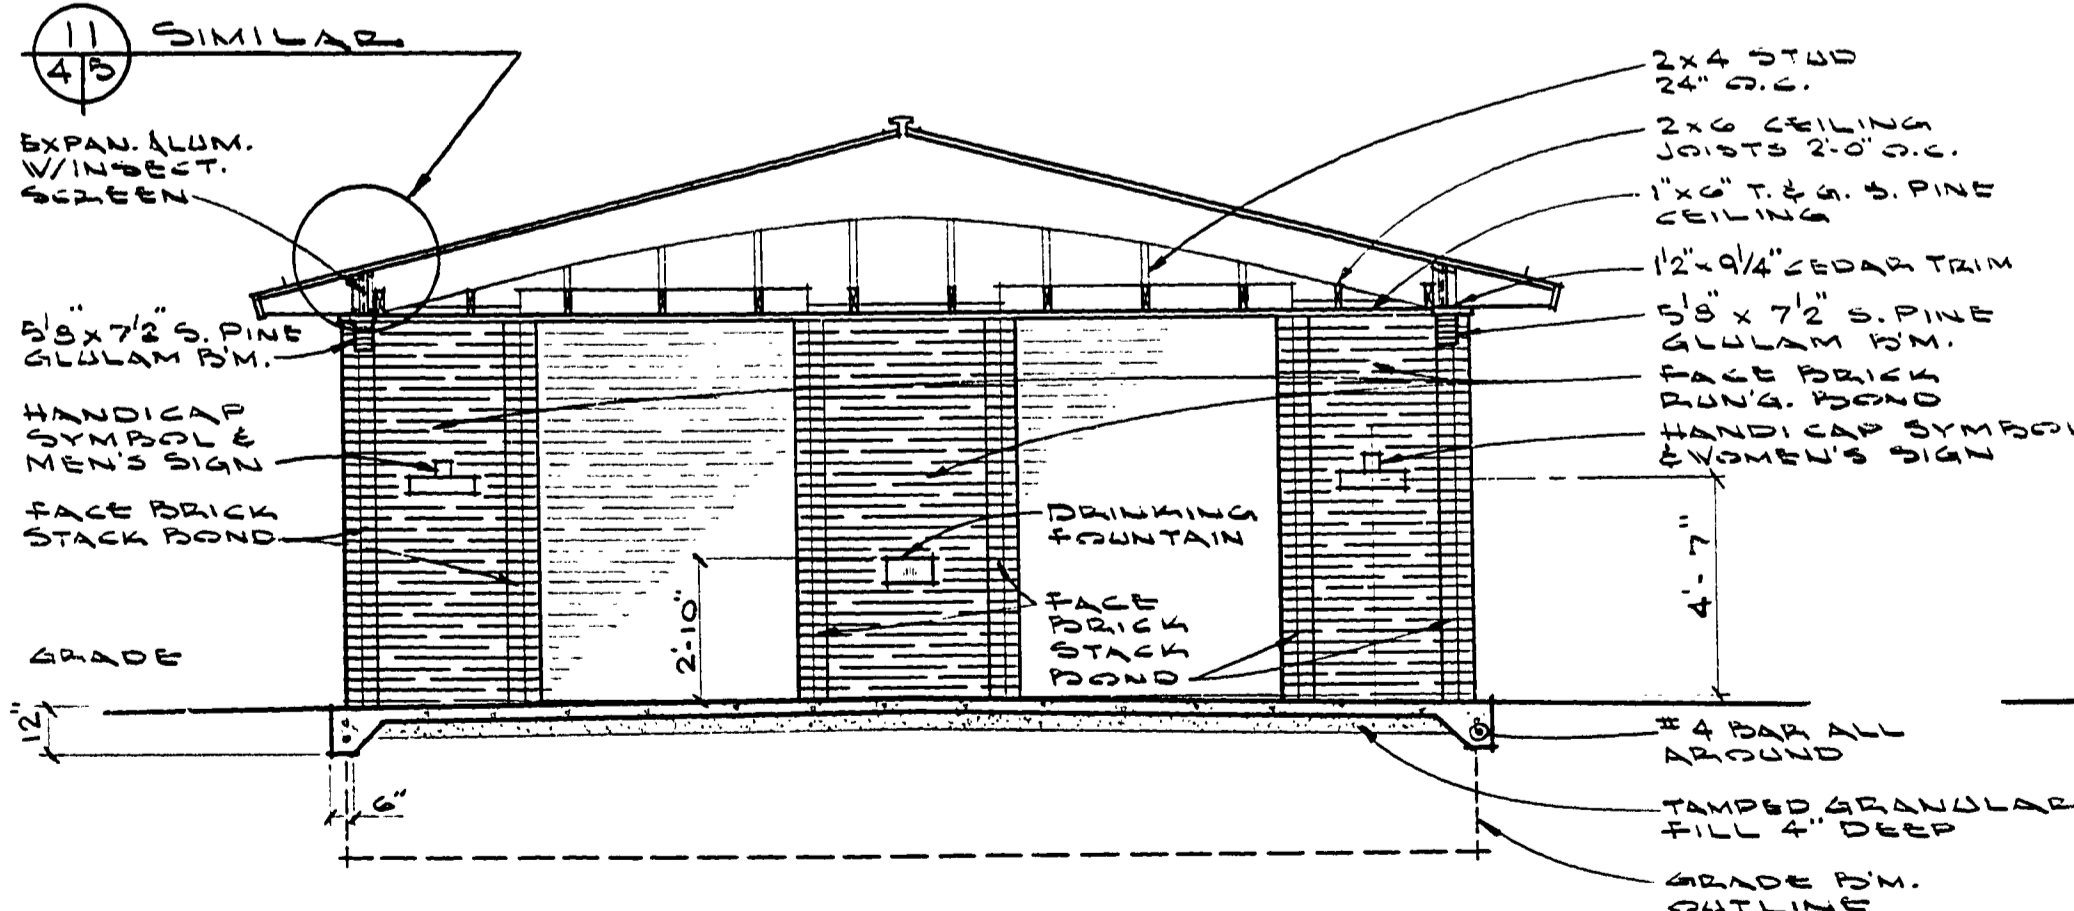 11 SIMILAR
4 5
EXPAN. ALUM.
W/INSECT.
SCREEN
5 1/8" x 7 1/2" S. PINE
GLULAM B'M.
HANDICAP
SYMBOL &
MEN'S SIGN
FACE BRICK
STACK BOND
GRADE
12"
6"
2'-10"
DRINKING
FOUNTAIN
FACE
BRICK
STACK
BOND
2x4 STUD
24" O.C.
2x6 CEILING
JOISTS 2'-0" O.C.
1"x6" T. & G. S. PINE
CEILING
1 1/2" x 9 1/4" CEDAR TRIM
5 1/8" x 7 1/2" S. PINE
GLULAM B'M.
FACE BRICK
RUN'G. BOND
HANDICAP SYMBOL
& WOMEN'S SIGN
4'-7"
#4 BAR ALL
AROUND
TAMPED GRANULAR
FILL 4" DEEP
GRADE B'M.
OUTLINE